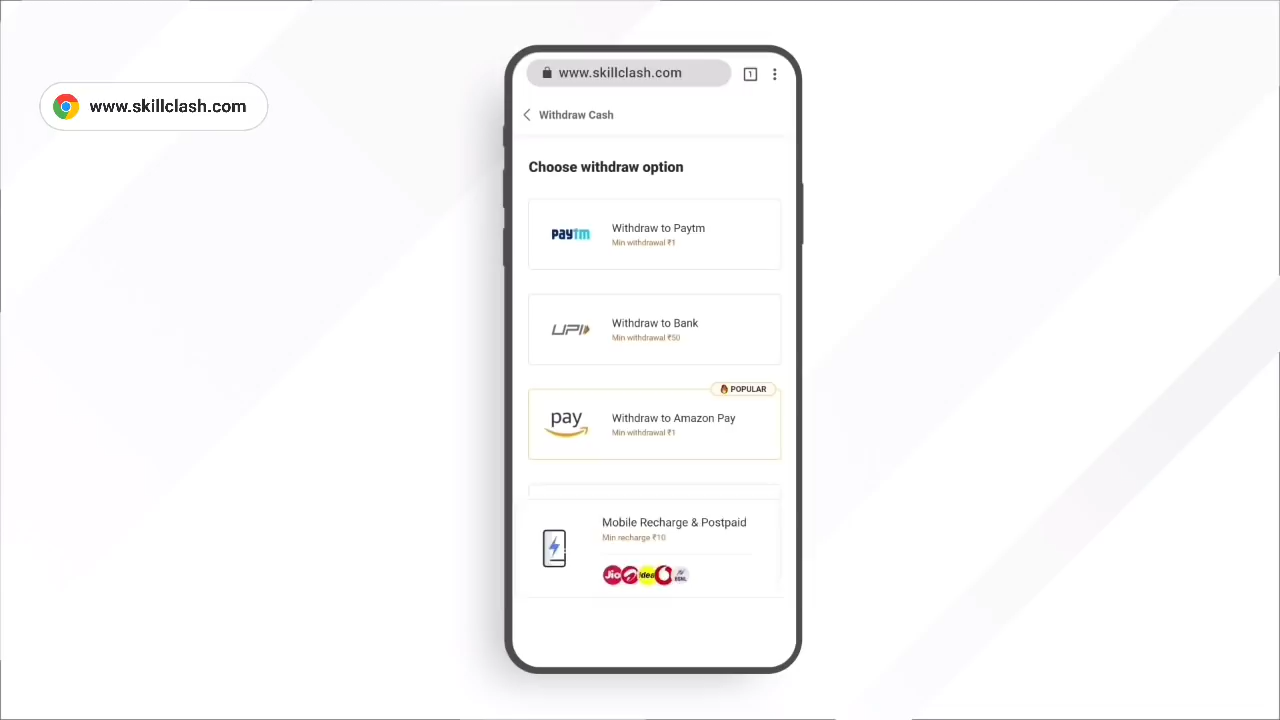 www.skillclash.com
www.skillclash.com
1
Withdraw Cash
Choose withdraw option
paytm
Withdraw to Paytm
Min withdrawal ₹1
UPI
Withdraw to Bank
Min withdrawal ₹50
POPULAR
pay
Withdraw to Amazon Pay
Min withdrawal ₹1
Mobile Recharge & Postpaid
Min recharge ₹10
Jio
idea
BSNL